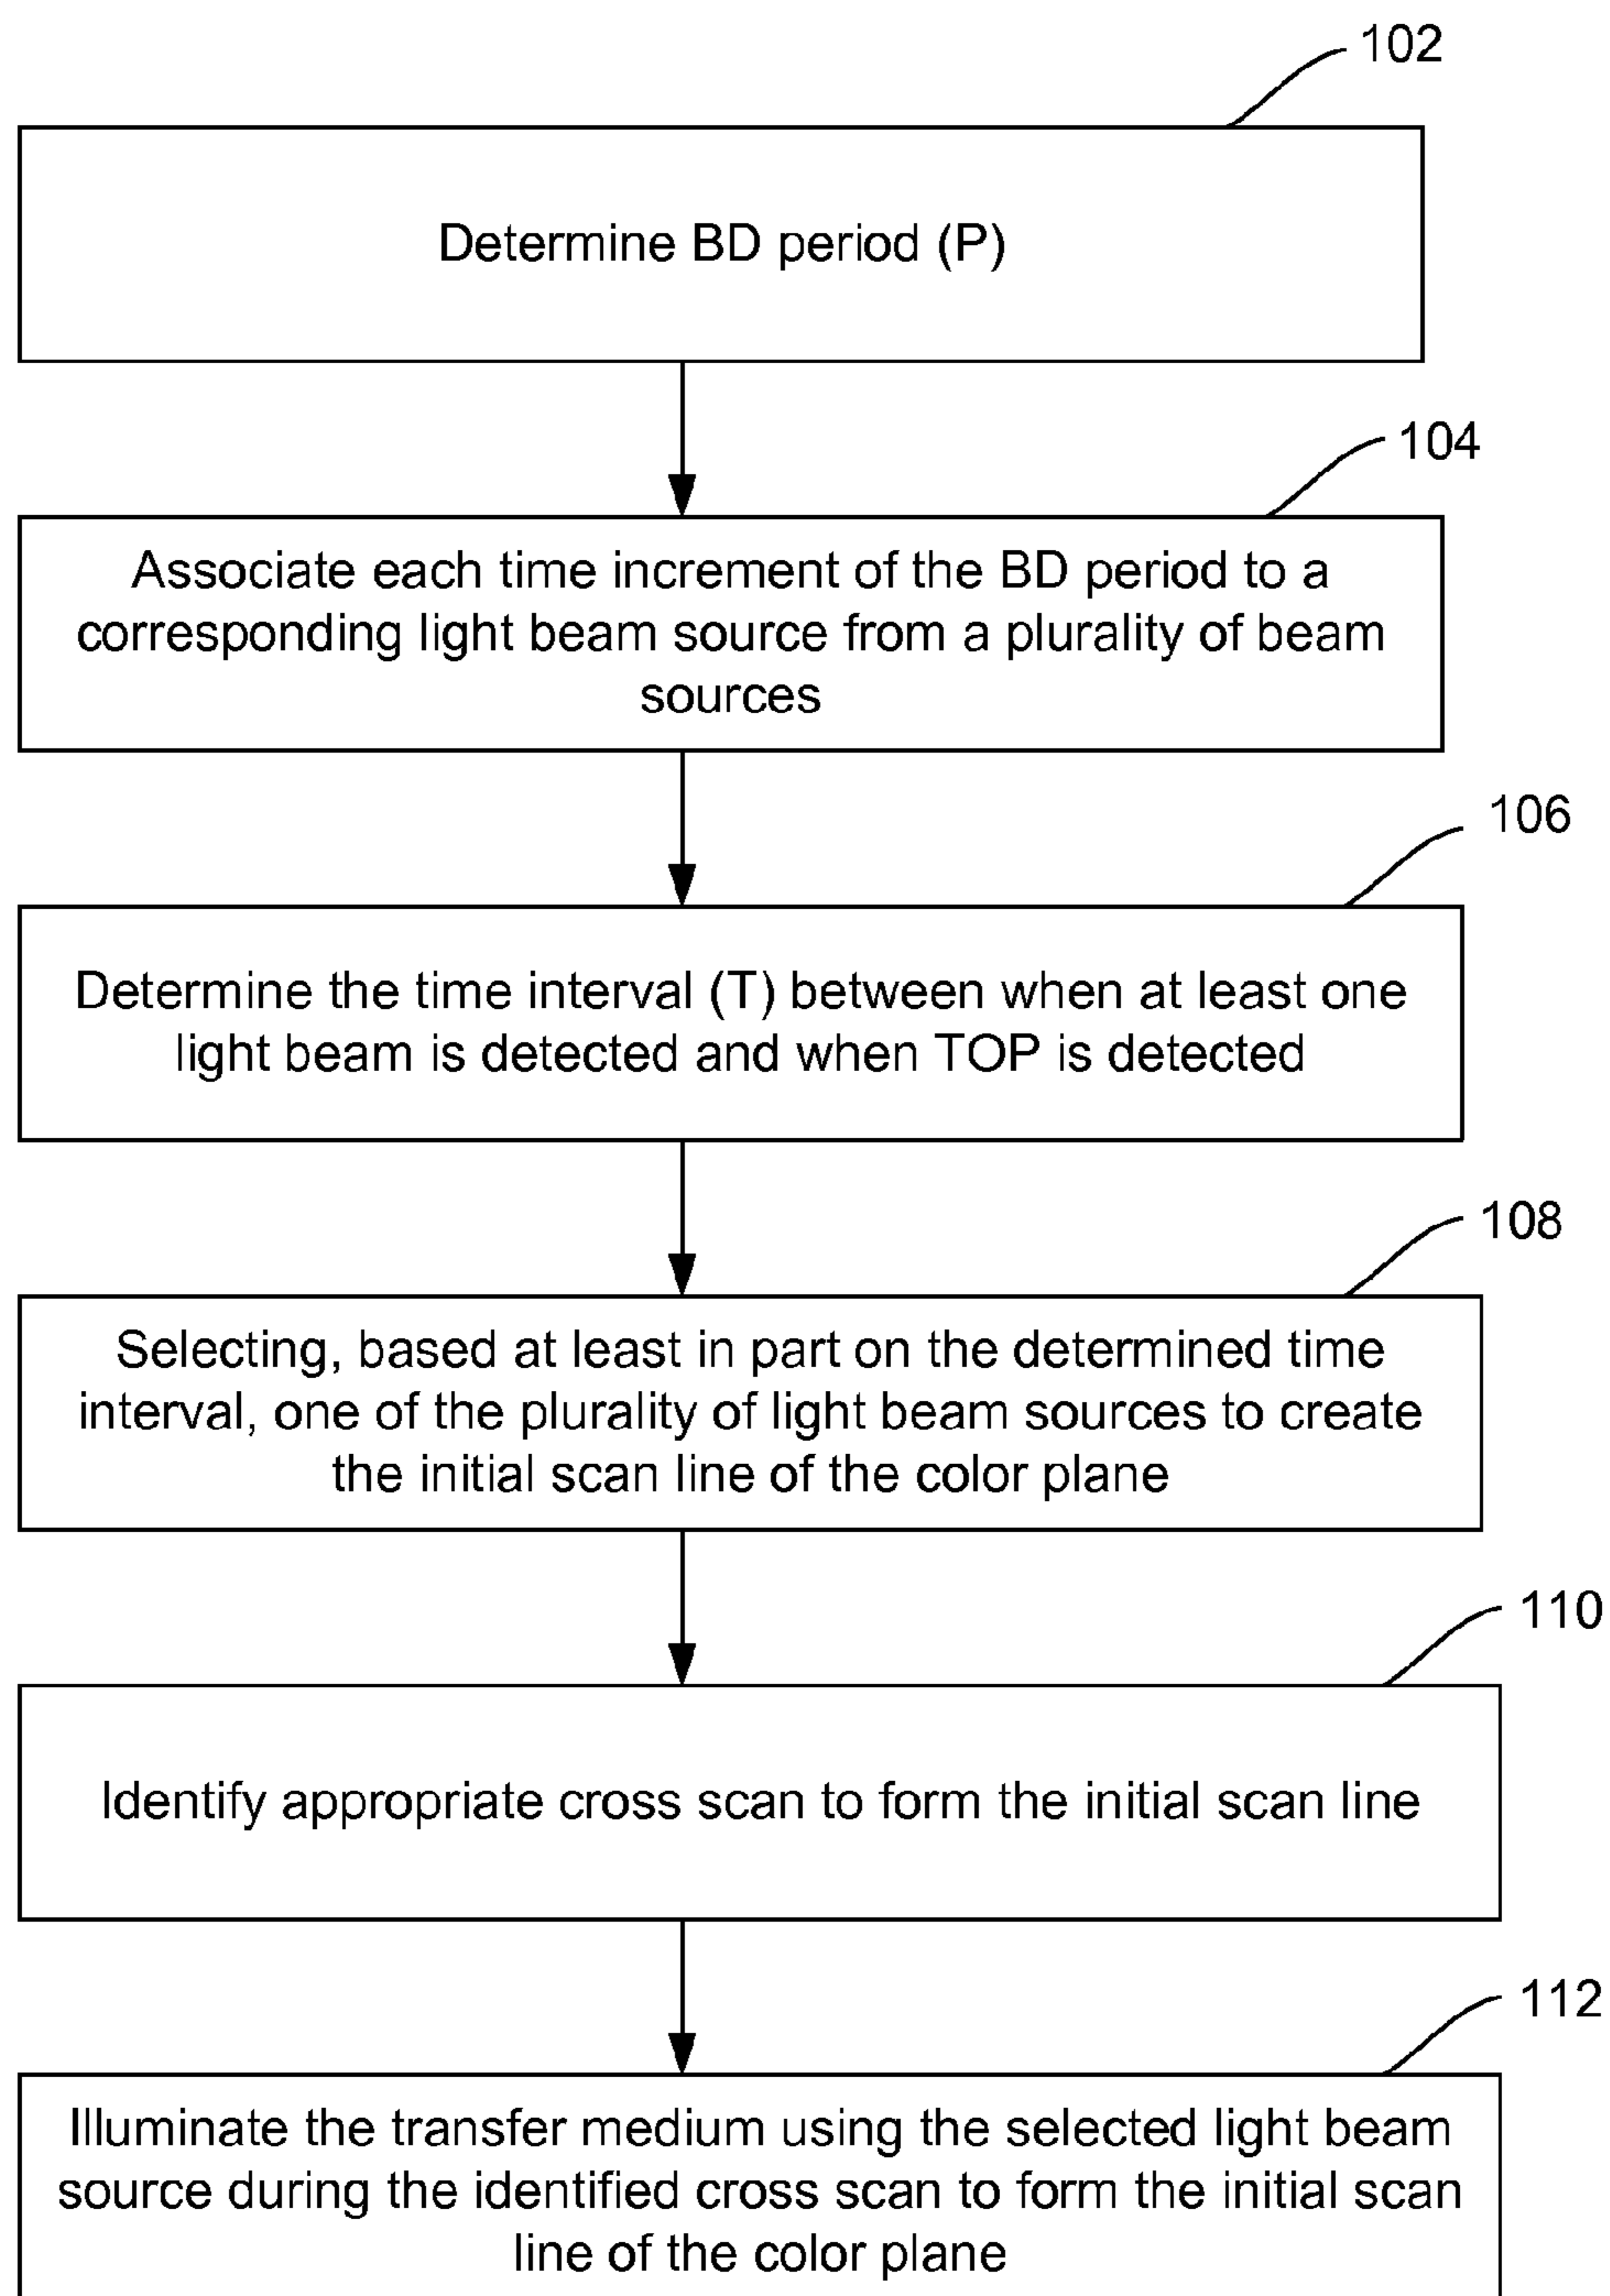 102
Determine BD period (P)
104
Associate each time increment of the BD period to a
corresponding light beam source from a plurality of beam
sources
106
Determine the time interval (T) between when at least one
light beam is detected and when TOP is detected
108
Selecting, based at least in part on the determined time
interval, one of the plurality of light beam sources to create
the initial scan line of the color plane
110
Identify appropriate cross scan to form the initial scan line
112
Illuminate the transfer medium using the selected light beam
source during the identified cross scan to form the initial scan
line of the color plane